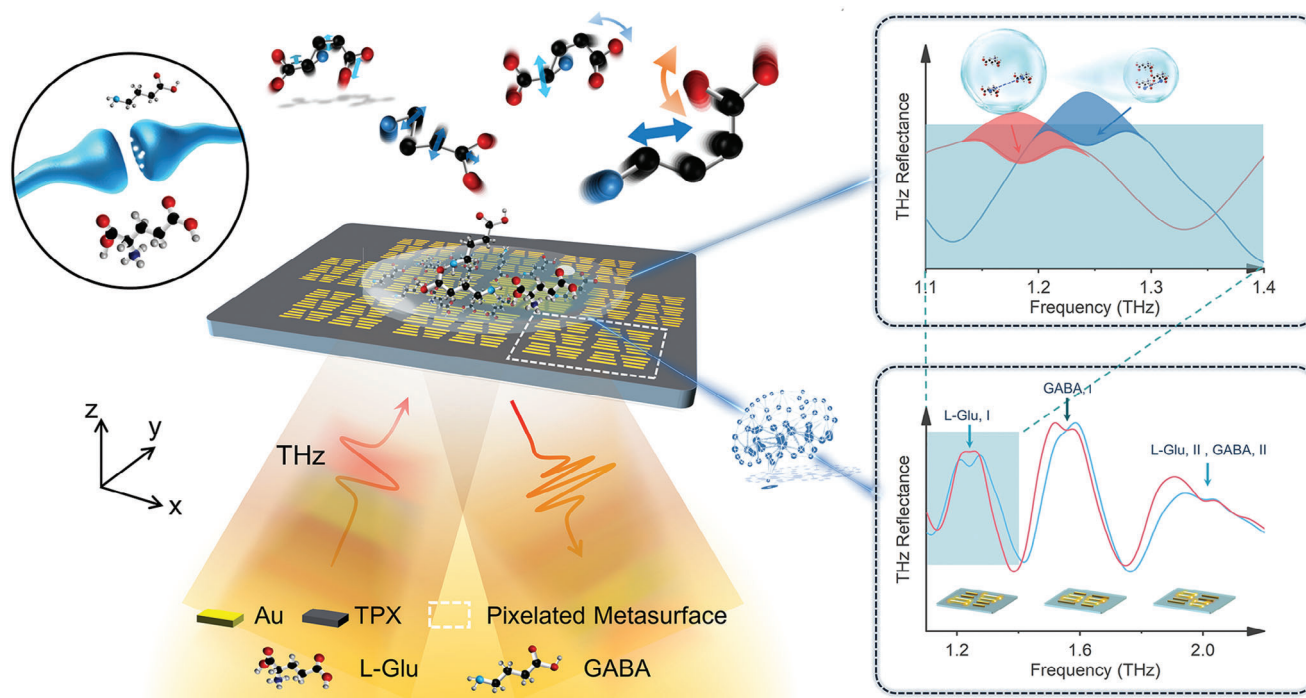 z
y
x
THz
Au
TPX
Pixelated Metasurface
L-Glu
GABA
THz Reflectance
1.1
1.2
1.3
1.4
Frequency (THz)
L-Glu, I
GABA, I
L-Glu, II , GABA, II
THz Reflectance
1.2
1.6
2.0
Frequency (THz)